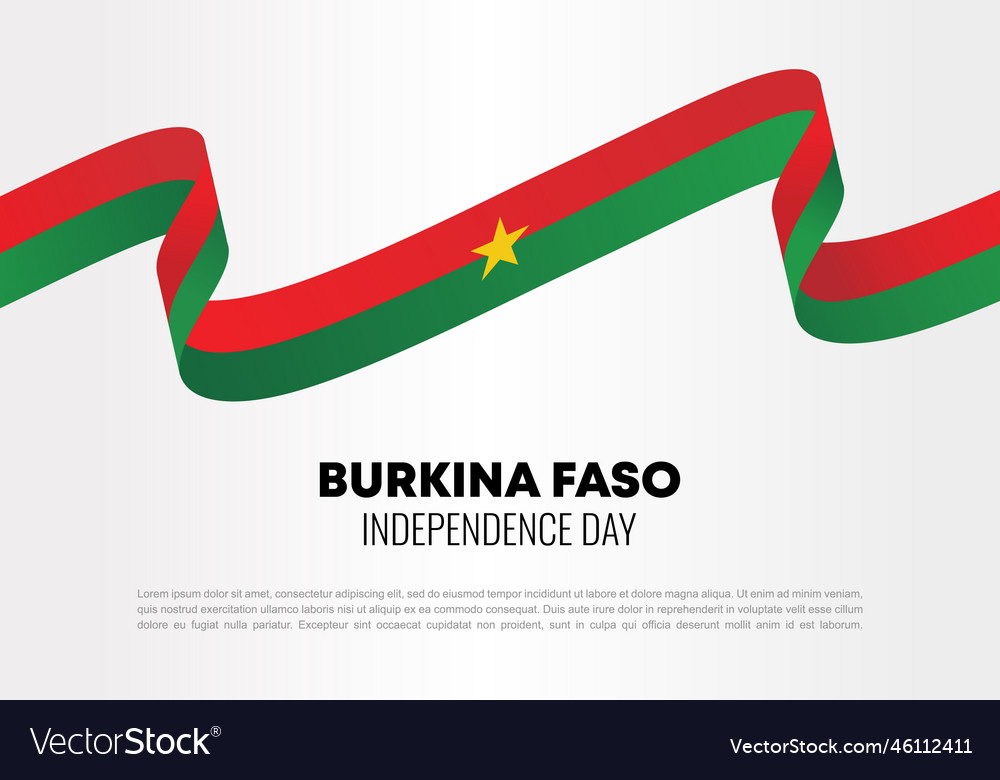 BURKINA FASO
INDEPENDENCE DAY
Lorem ipsum dolor sit amet, consectetur adipiscing elit, sed do eiusmod tempor incididunt ut labore et dolore magna aliqua. Ut enim ad minim veniam,
quis nostrud exercitation ullamco laboris nisi ut aliquip ex ea commodo consequat. Duis aute irure dolor in reprehenderit in voluptate velit esse cillum
dolore eu fugiat nulla pariatur. Excepteur sint occaecat cupidatat non proident, sunt in culpa qui officia deserunt mollit anim id est laborum.
VectorStock®
VectorStock.com/46112411